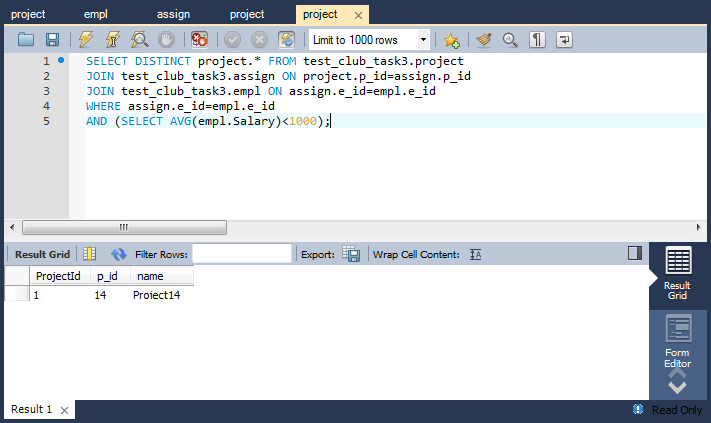 project empl assign project project
Limit to 1000 rows
1 SELECT DISTINCT project.* FROM test_club_task3.project
2 JOIN test_club_task3.assign ON project.p_id=assign.p_id
3 JOIN test_club_task3.empl ON assign.e_id=empl.e_id
4 WHERE assign.e_id=empl.e_id
5 AND (SELECT AVG(empl.Salary)<1000);
Result Grid Filter Rows: Export: Wrap Cell Content:
ProjectId p_id name
1 14 Project14
Result
Grid
Form
Editor
Result 1 Read Only